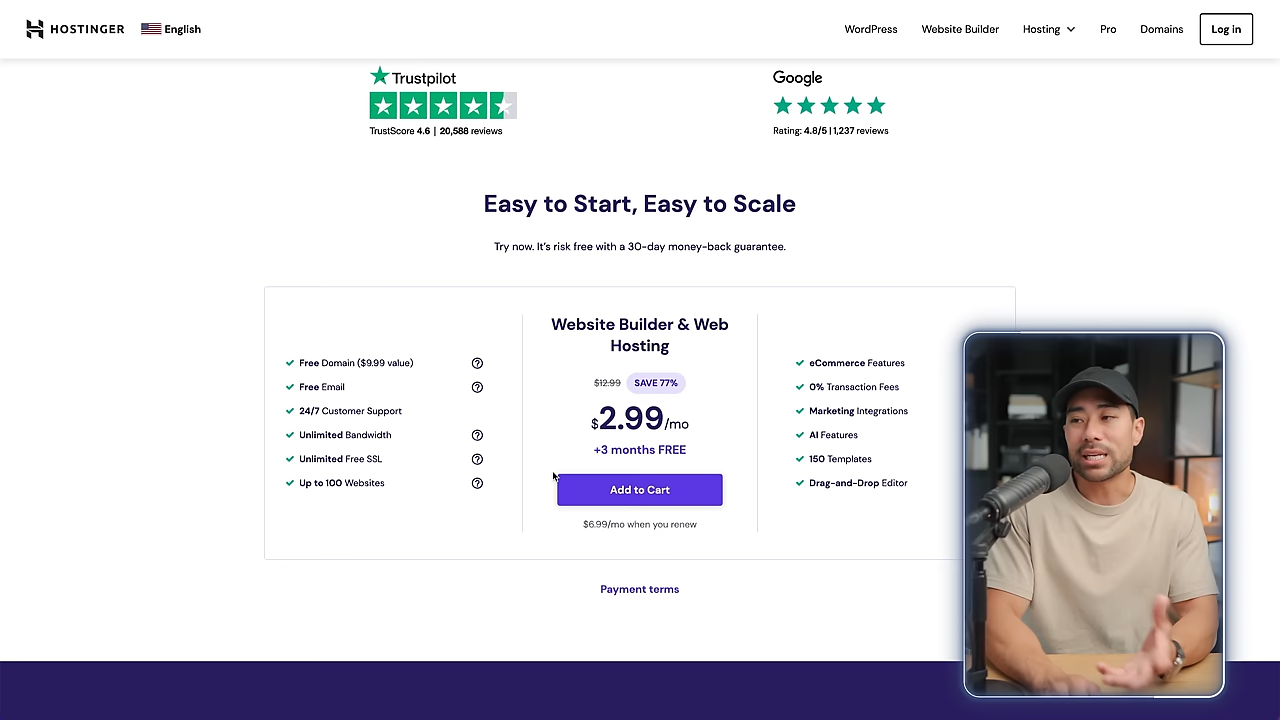 HOSTINGER
English
WordPress
Website Builder
Hosting
Pro
Domains
Log in
Trustpilot
TrustScore 4.6 | 20,588 reviews
Google
Rating: 4.8/5 | 1,237 reviews
Easy to Start, Easy to Scale
Try now. It's risk free with a 30-day money-back guarantee.
Free Domain ($9.99 value)
Free Email
24/7 Customer Support
Unlimited Bandwidth
Unlimited Free SSL
Up to 100 Websites
Website Builder & Web
Hosting
$12.99 SAVE 77%
$2.99/mo
+3 months FREE
Add to Cart
$6.99/mo when you renew
eCommerce Features
0% Transaction Fees
Marketing Integrations
AI Features
150 Templates
Drag-and-Drop Editor
Payment terms